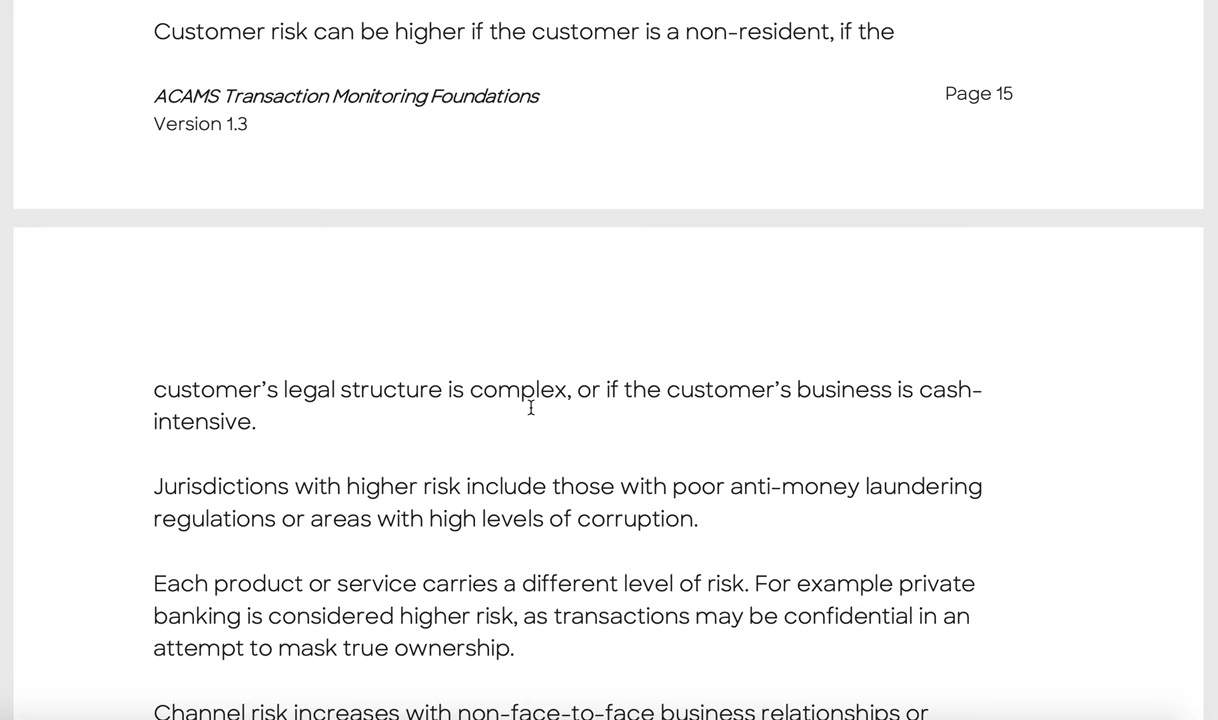 Customer risk can be higher if the customer is a non-resident, if the
ACAMS Transaction Monitoring Foundations
Page 15
Version 1.3
customer's legal structure is complex, or if the customer's business is cash-
intensive.
Jurisdictions with higher risk include those with poor anti-money laundering
regulations or areas with high levels of corruption.
Each product or service carries a different level of risk. For example private
banking is considered higher risk, as transactions may be confidential in an
attempt to mask true ownership.
Channel risk increases with non-face-to-face business relationships or